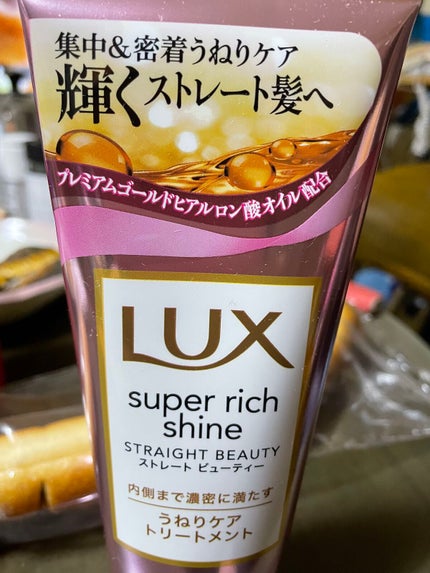 集中&密着うねりケア
輝くストレート髪へ
プレミアムゴールドヒアルロン酸オイル配合
LUX
super rich
shine
STRAIGHT BEAUTY
ストレート ビューティー
内側まで濃密に満たす
うねりケア
トリートメント